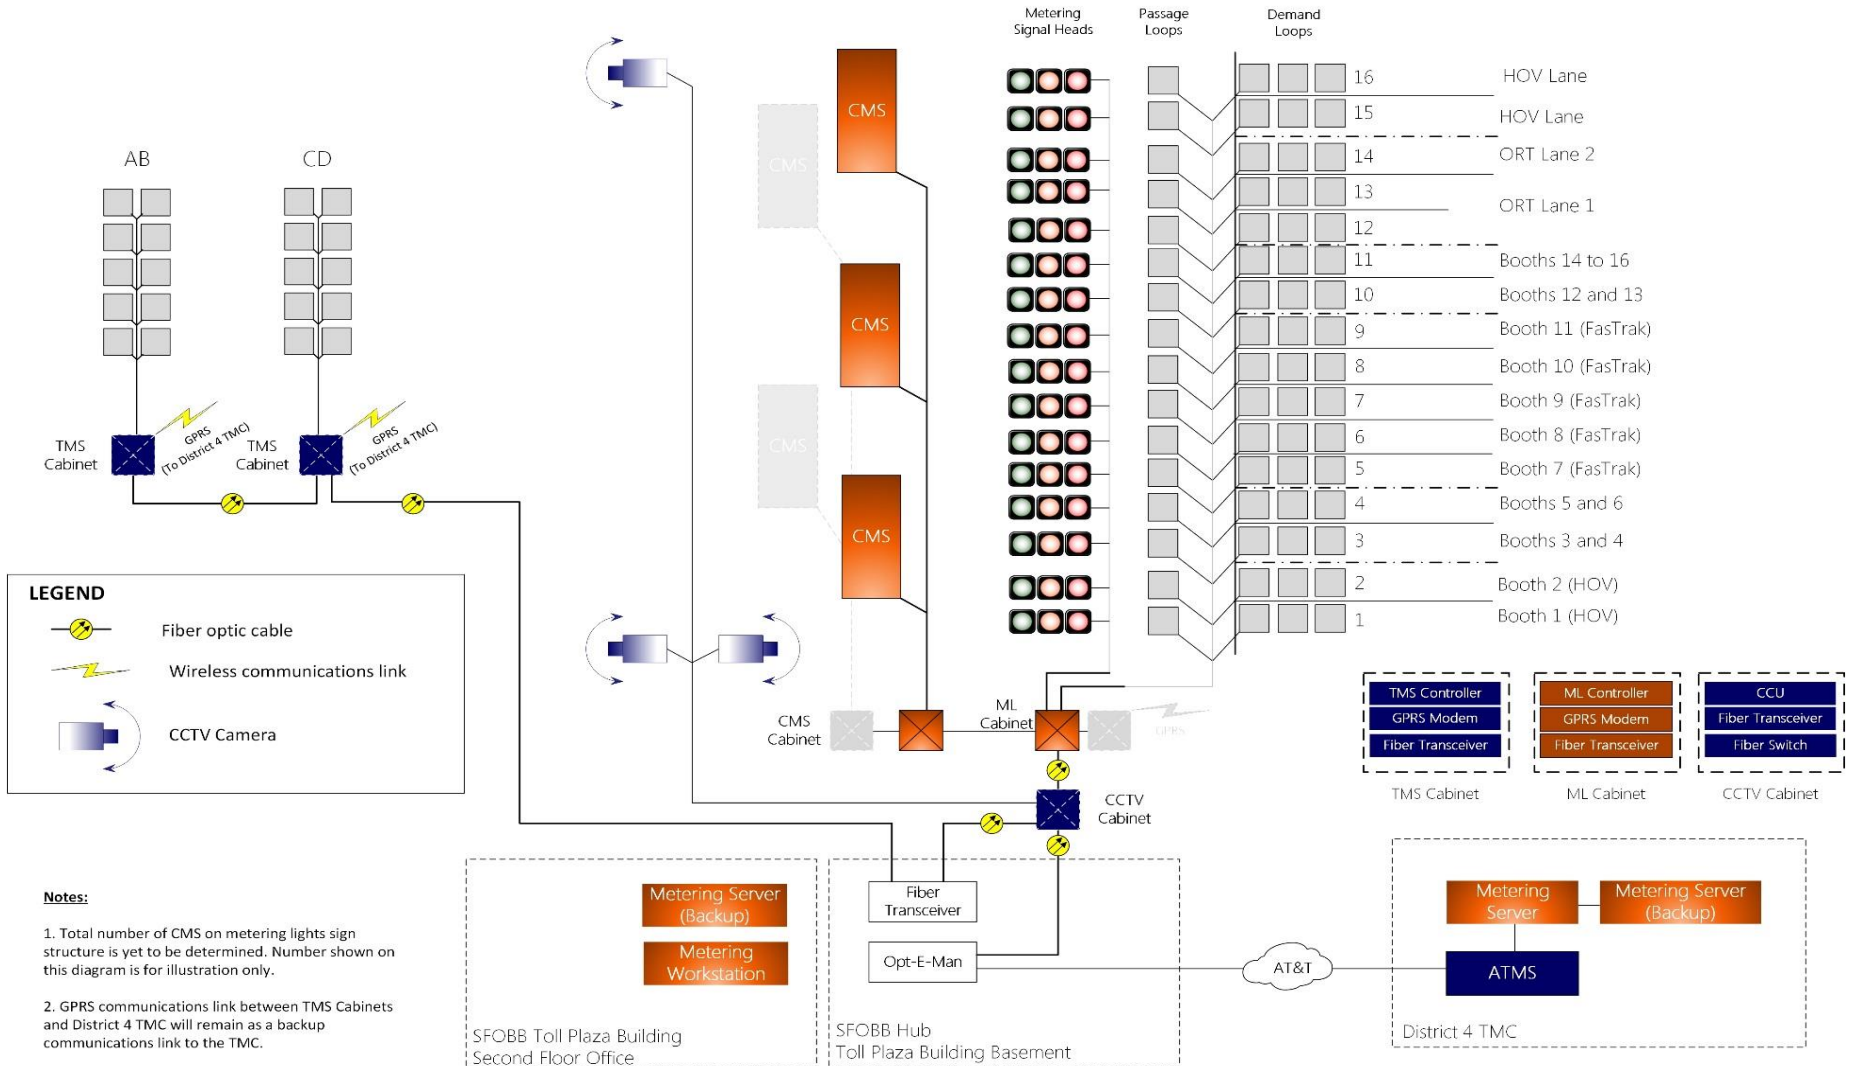 Metering
Signal Heads
Passage
Loops
Demand
Loops
16
HOV Lane
15
HOV Lane
14
ORT Lane 2
13
ORT Lane 1
12
11
Booths 14 to 16
10
Booths 12 and 13
9
Booth 11 (FasTrak)
8
Booth 10 (FasTrak)
7
Booth 9 (FasTrak)
6
Booth 8 (FasTrak)
5
Booth 7 (FasTrak)
4
Booths 5 and 6
3
Booths 3 and 4
2
Booth 2 (HOV)
1
Booth 1 (HOV)
CMS
CMS
CMS
CMS
CMS
AB
CD
TMS
Cabinet
GPRS
(To District 4 TMC)
TMS
Cabinet
GPRS
(To District 4 TMC)
LEGEND
Fiber optic cable
Wireless communications link
CCTV Camera
CMS
Cabinet
ML
Cabinet
GPRS
CCTV
Cabinet
TMS Controller
GPRS Modem
Fiber Transceiver
TMS Cabinet
ML Controller
GPRS Modem
Fiber Transceiver
ML Cabinet
CCU
Fiber Transceiver
Fiber Switch
CCTV Cabinet
Notes:
1. Total number of CMS on metering lights sign
structure is yet to be determined. Number shown on
this diagram is for illustration only.
2. GPRS communications link between TMS Cabinets
and District 4 TMC will remain as a backup
communications link to the TMC.
Metering Server
(Backup)
Metering
Workstation
SFOBB Toll Plaza Building
Second Floor Office
Fiber
Transceiver
Opt-E-Man
SFOBB Hub
Toll Plaza Building Basement
AT&T
Metering
Server
Metering Server
(Backup)
ATMS
District 4 TMC